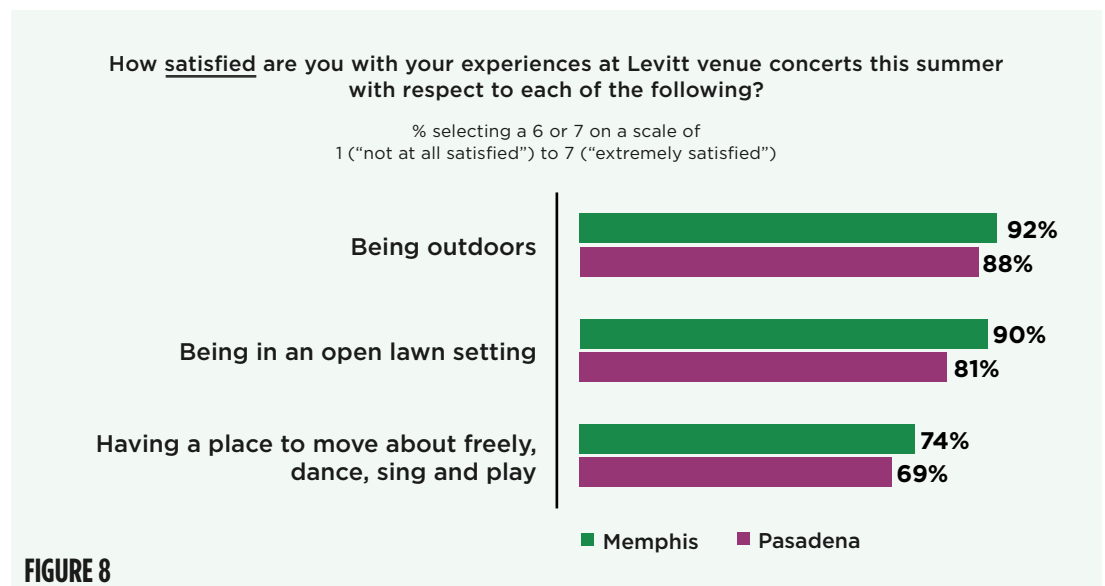 How satisfied are you with your experiences at Levitt venue concerts this summer
with respect to each of the following?
% selecting a 6 or 7 on a scale of
1 (“not at all satisfied”) to 7 (“extremely satisfied”)
Being outdoors
92%
88%
Being in an open lawn setting
90%
81%
Having a place to move about freely,
dance, sing and play
74%
69%
Memphis
Pasadena
FIGURE 8